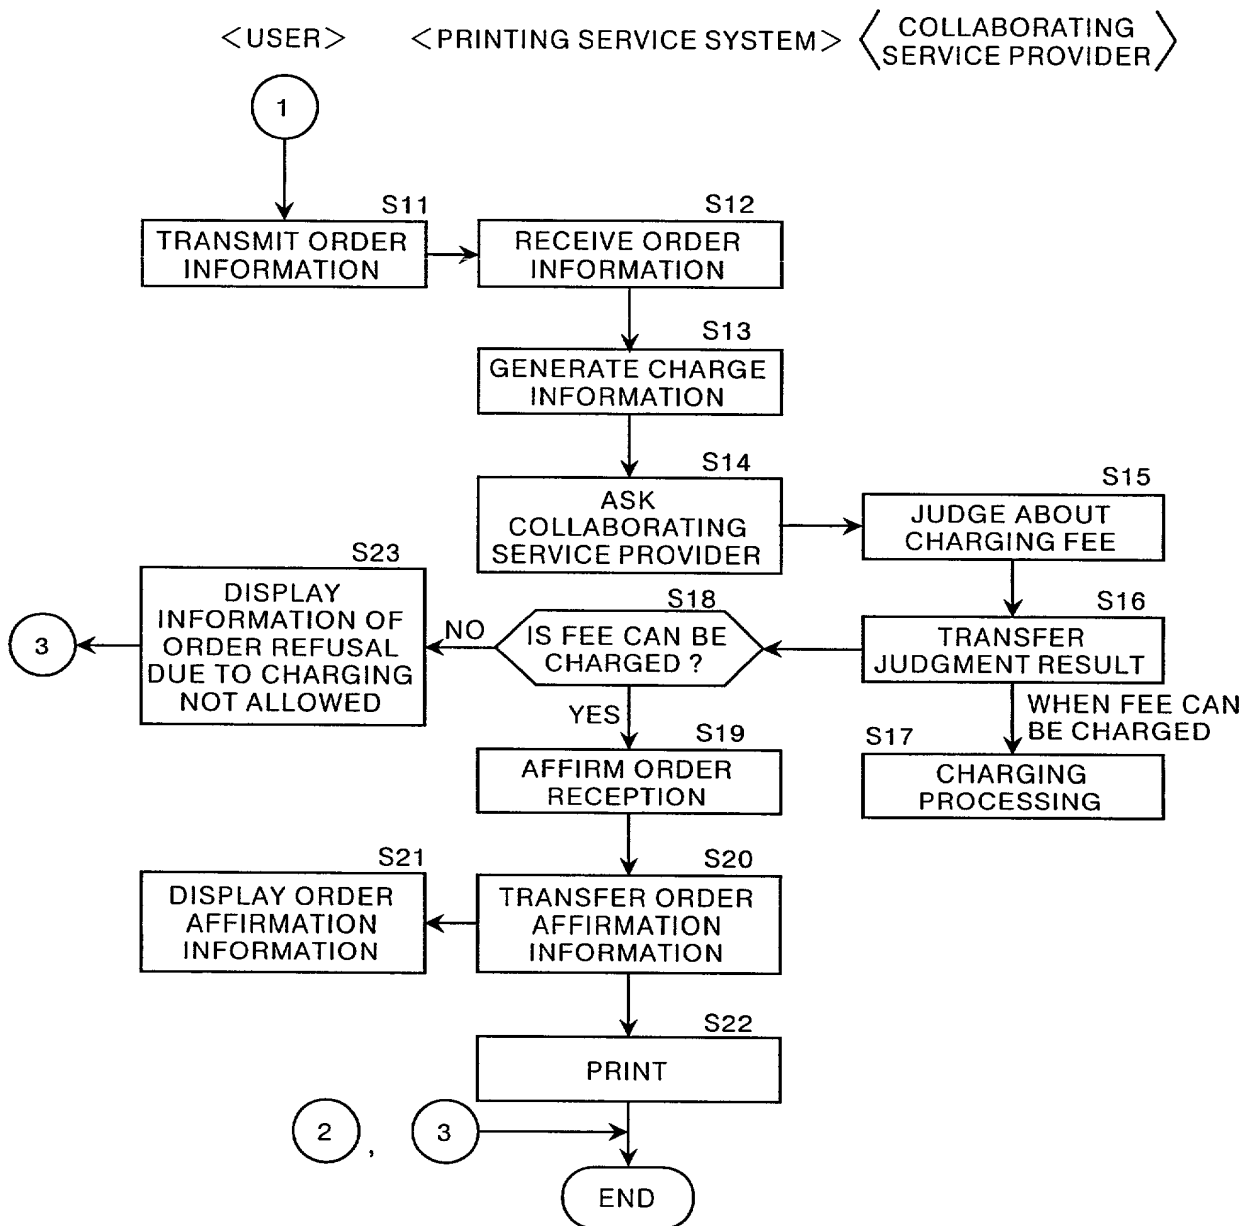 <USER>
<PRINTING SERVICE SYSTEM>
COLLABORATING
SERVICE PROVIDER
1
S11
TRANSMIT ORDER
INFORMATION
S12
RECEIVE ORDER
INFORMATION
S13
GENERATE CHARGE
INFORMATION
S14
ASK
COLLABORATING
SERVICE PROVIDER
S15
JUDGE ABOUT
CHARGING FEE
S16
TRANSFER
JUDGMENT RESULT
WHEN FEE CAN
BE CHARGED
S17
CHARGING
PROCESSING
S18
IS FEE CAN BE
CHARGED ?
NO
S23
DISPLAY
INFORMATION OF
ORDER REFUSAL
DUE TO CHARGING
NOT ALLOWED
3
YES
S19
AFFIRM ORDER
RECEPTION
S20
TRANSFER ORDER
AFFIRMATION
INFORMATION
S21
DISPLAY ORDER
AFFIRMATION
INFORMATION
S22
PRINT
2 , 3
END